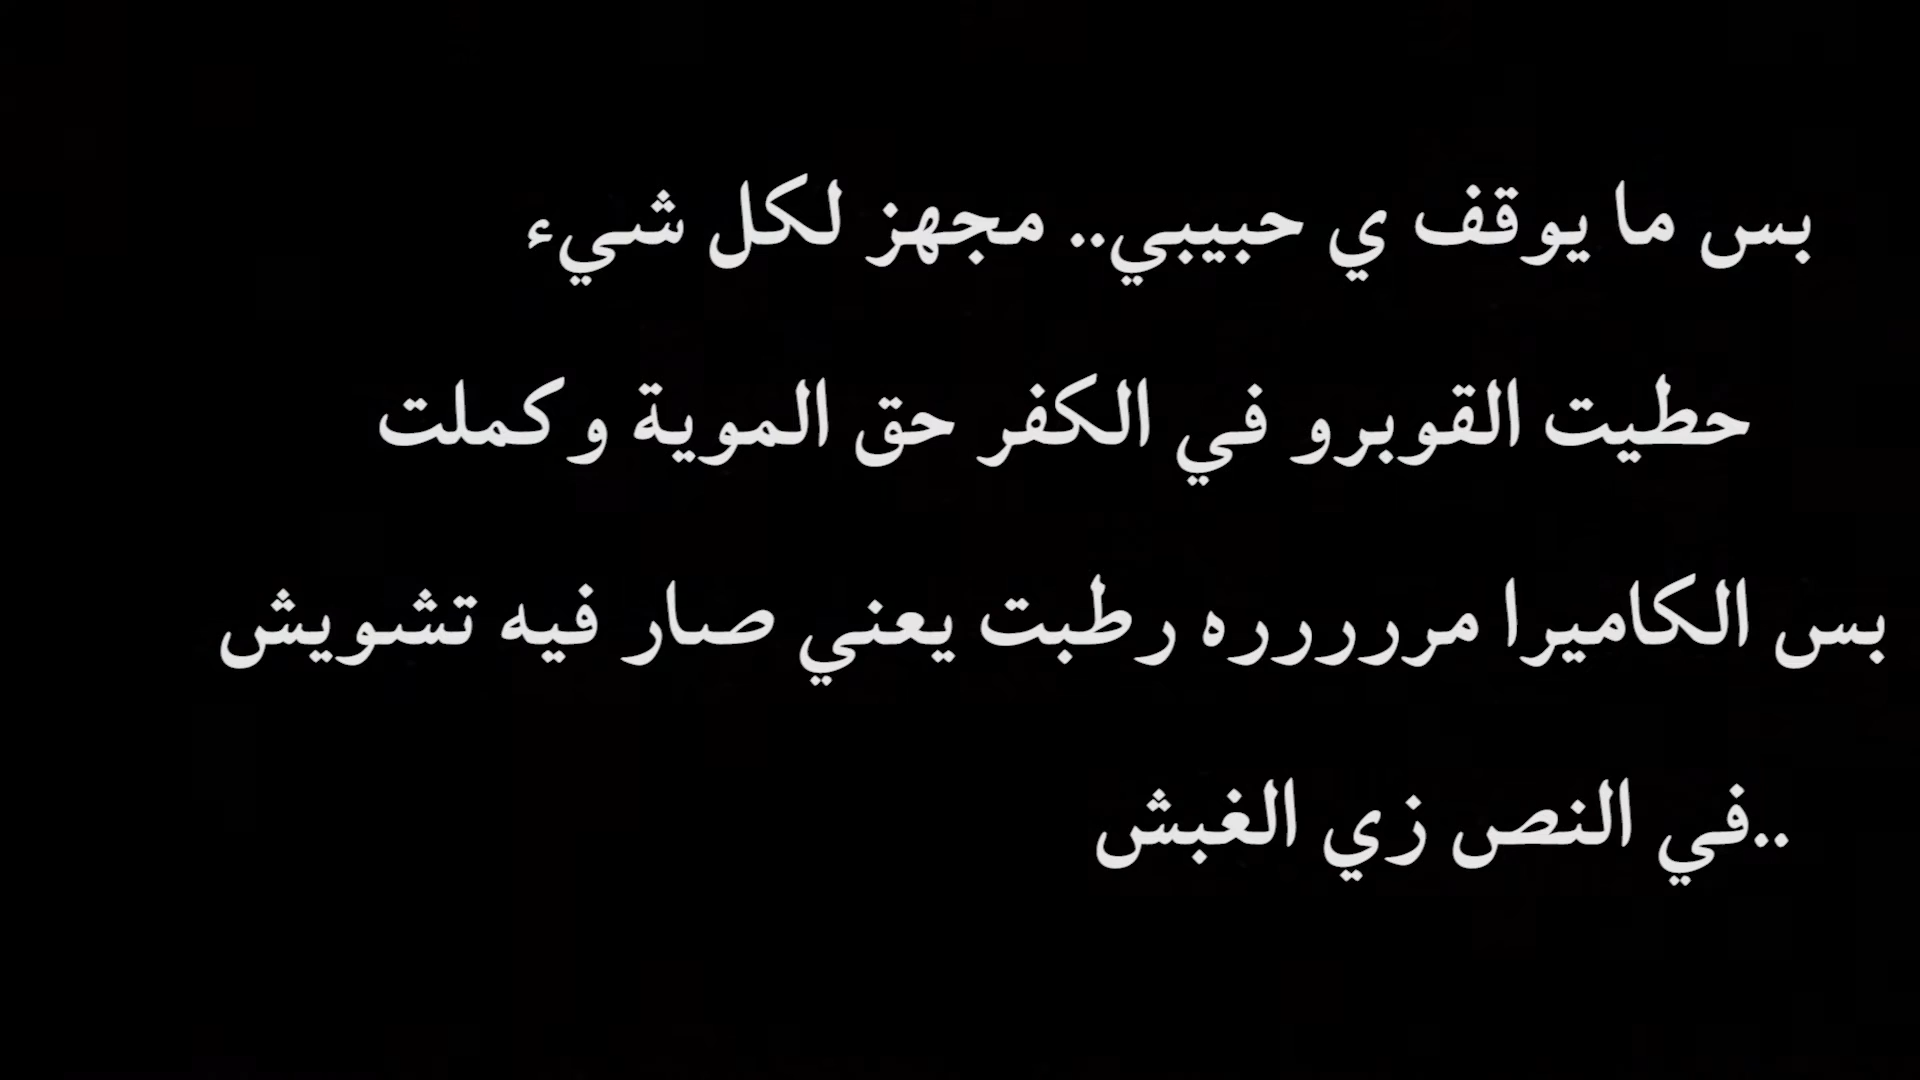 بس ما يوقف ي حبيبي.. مجهز لكل شيء
حطيت القوبرو في الكفر حق الموية وكملت
بس الكاميرا مررررره رطبت يعني صار فيه تشويش
..في النص زي الغبش